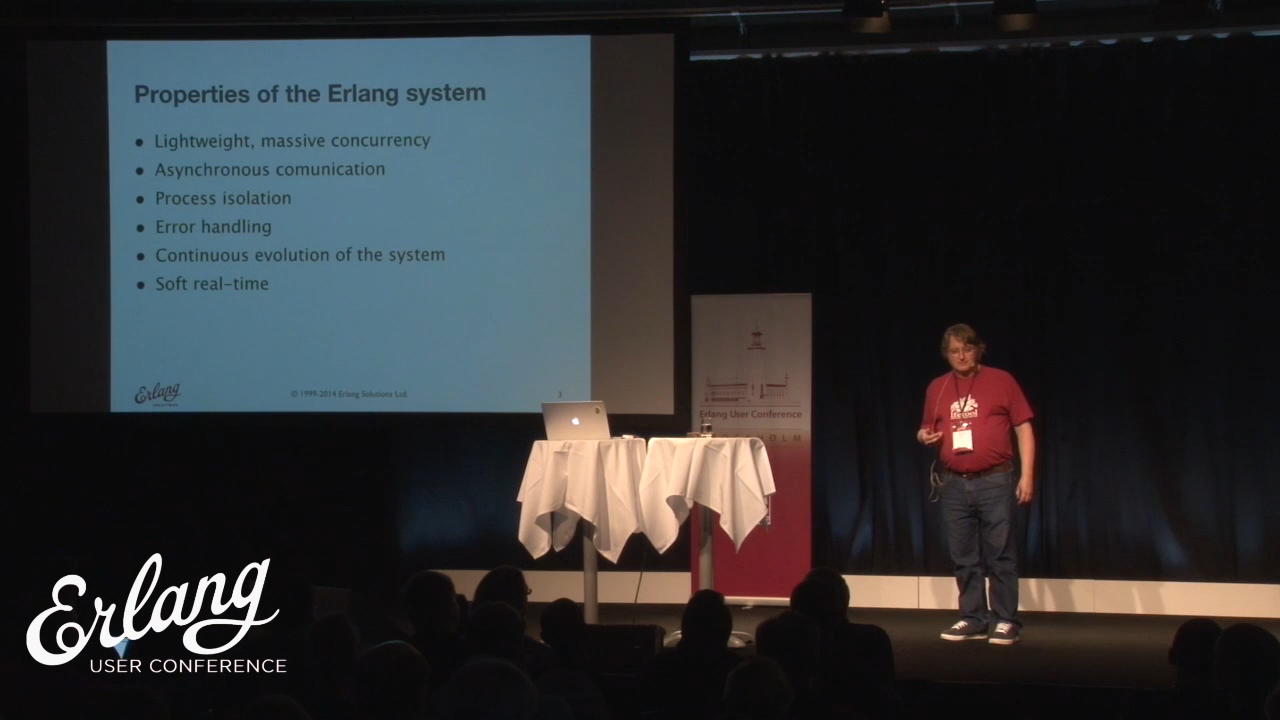 Properties of the Erlang system
● Lightweight, massive concurrency
● Asynchronous comunication
● Process isolation
● Error handling
● Continuous evolution of the system
● Soft real-time
Erlang
© 1999-2014 Erlang Solutions Ltd.
3
Erlang User Conference
Erlang
USER CONFERENCE